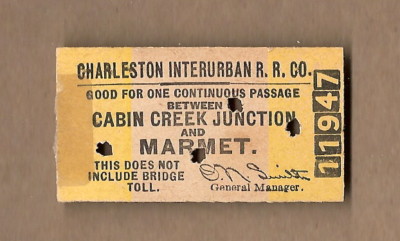 CHARLESTON INTERURBAN R. R. CO.
GOOD FOR ONE CONTINUOUS PASSAGE
BETWEEN
CABIN CREEK JUNCTION
AND
MARMET.
THIS DOES NOT
INCLUDE BRIDGE
TOLL.
General Manager.
11947